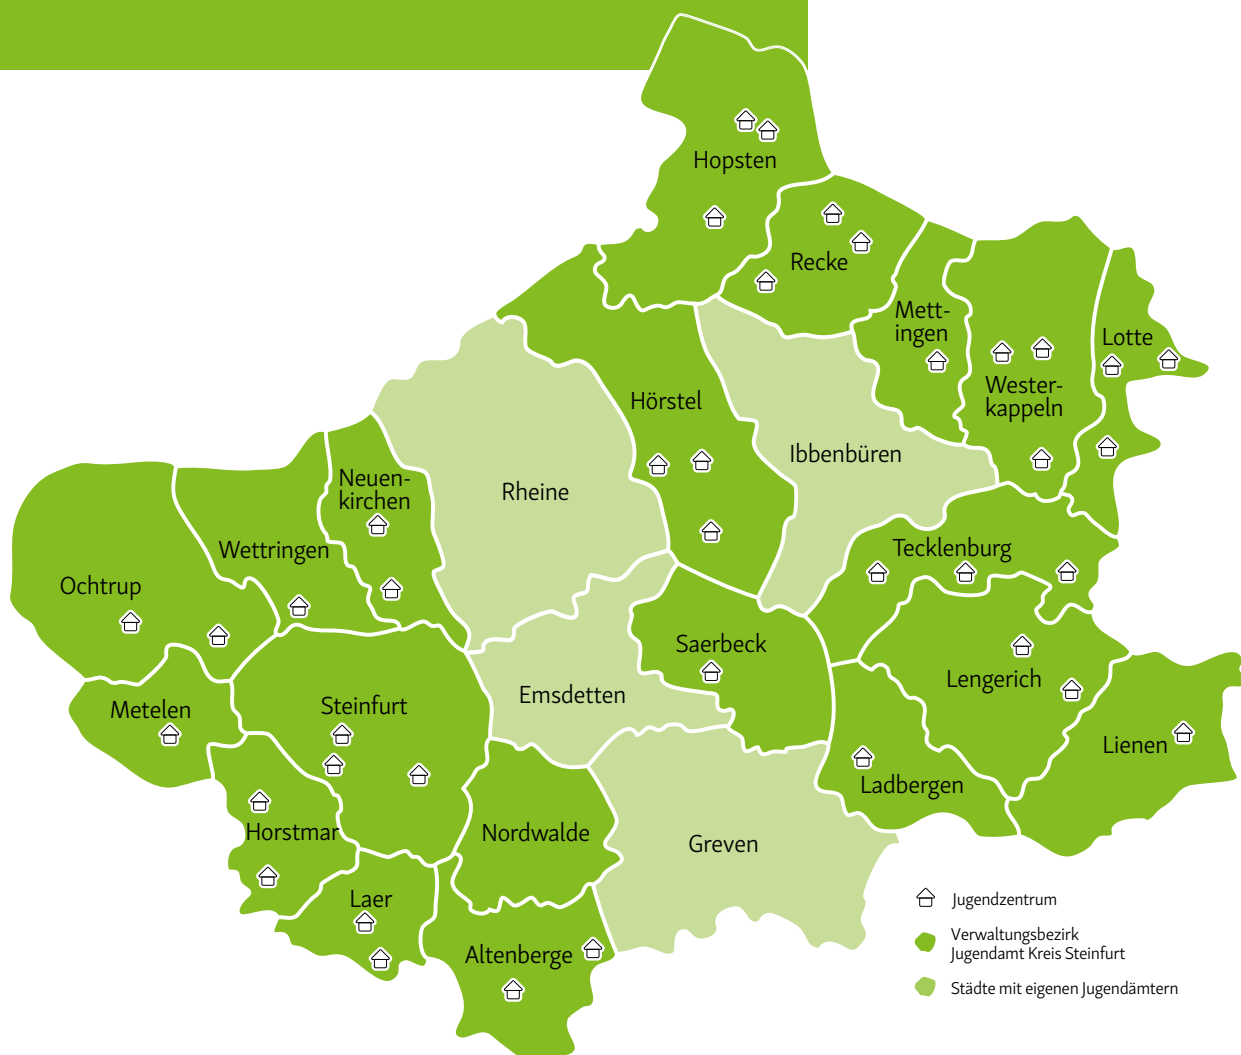 Hopsten
Recke
Mett-
ingen
Lotte
Wester-
kappeln
Hörstel
Ibbenbüren
Neuen-
kirchen
Rheine
Wettringen
Tecklenburg
Ochtrup
Saerbeck
Lengerich
Emsdetten
Metelen
Steinfurt
Lienen
Ladbergen
Horstmar
Nordwalde
Greven
Laer
Altenberge
Jugendzentrum
Verwaltungsbezirk
Jugendamt Kreis Steinfurt
Städte mit eigenen Jugendämtern